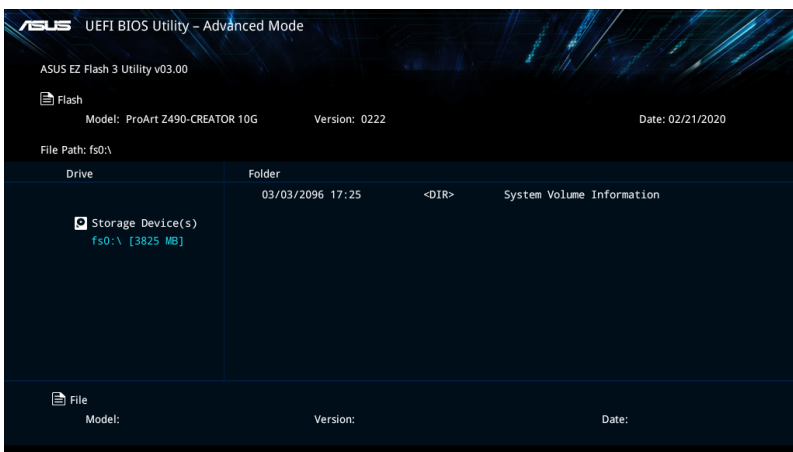 ASUS UEFI BIOS Utility – Advanced Mode
ASUS EZ Flash 3 Utility v03.00
Flash
Model: ProArt Z490-CREATOR 10G Version: 0222 Date: 02/21/2020
File Path: fs0:\
Drive Folder
03/03/2096 17:25 <DIR> System Volume Information
Storage Device(s)
fs0:\ [3825 MB]
File
Model: Version: Date: